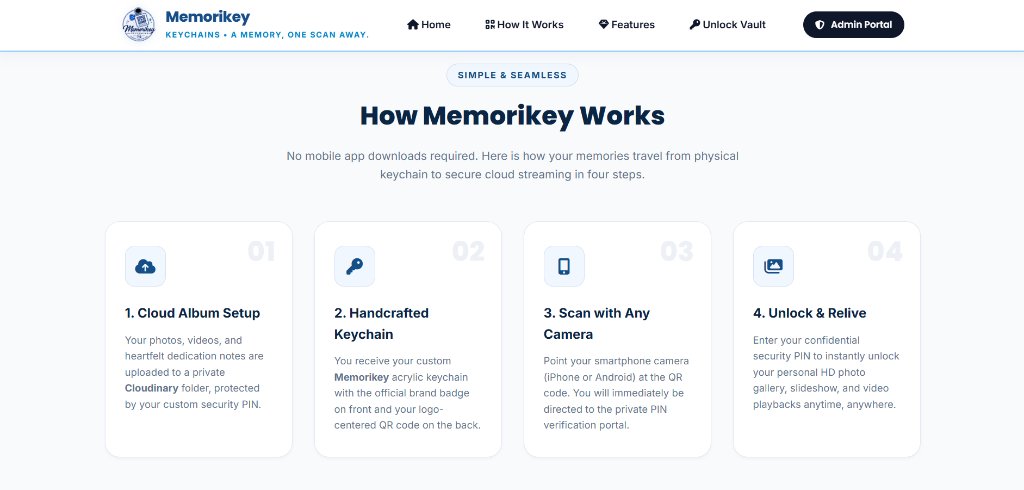 Memorikey
Memorikey
KEYCHAINS • A MEMORY, ONE SCAN AWAY.
Home
How It Works
Features
Unlock Vault
Admin Portal
SIMPLE & SEAMLESS
How Memorikey Works
No mobile app downloads required. Here is how your memories travel from physical
keychain to secure cloud streaming in four steps.
01
1. Cloud Album Setup
Your photos, videos, and
heartfelt dedication notes are
uploaded to a private
Cloudinary folder, protected
by your custom security PIN.
02
2. Handcrafted
Keychain
You receive your custom
Memorikey acrylic keychain
with the official brand badge
on front and your logo-
centered QR code on the back.
03
3. Scan with Any
Camera
Point your smartphone camera
(iPhone or Android) at the QR
code. You will immediately be
directed to the private PIN
verification portal.
04
4. Unlock & Relive
Enter your confidential
security PIN to instantly unlock
your personal HD photo
gallery, slideshow, and video
playbacks anytime, anywhere.